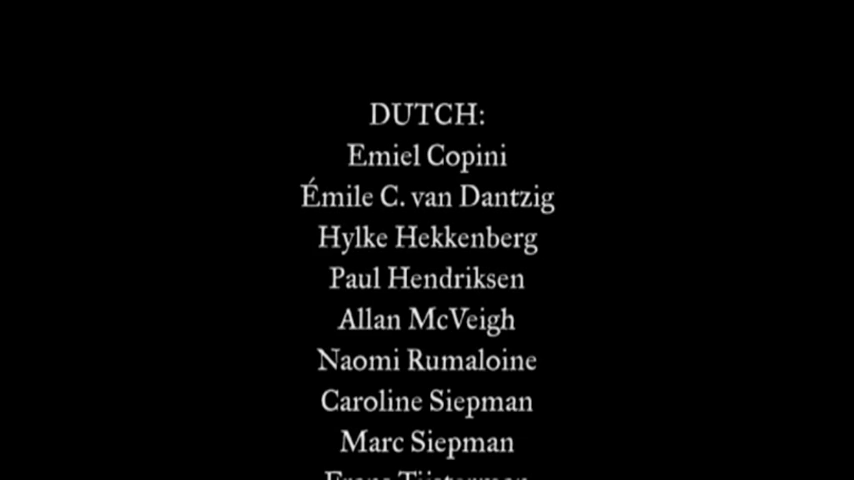 DUTCH:
Emiel Copini
Émile C. van Dantzig
Hylke Hekkenberg
Paul Hendriksen
Allan McVeigh
Naomi Rumaloine
Caroline Siepman
Marc Siepman